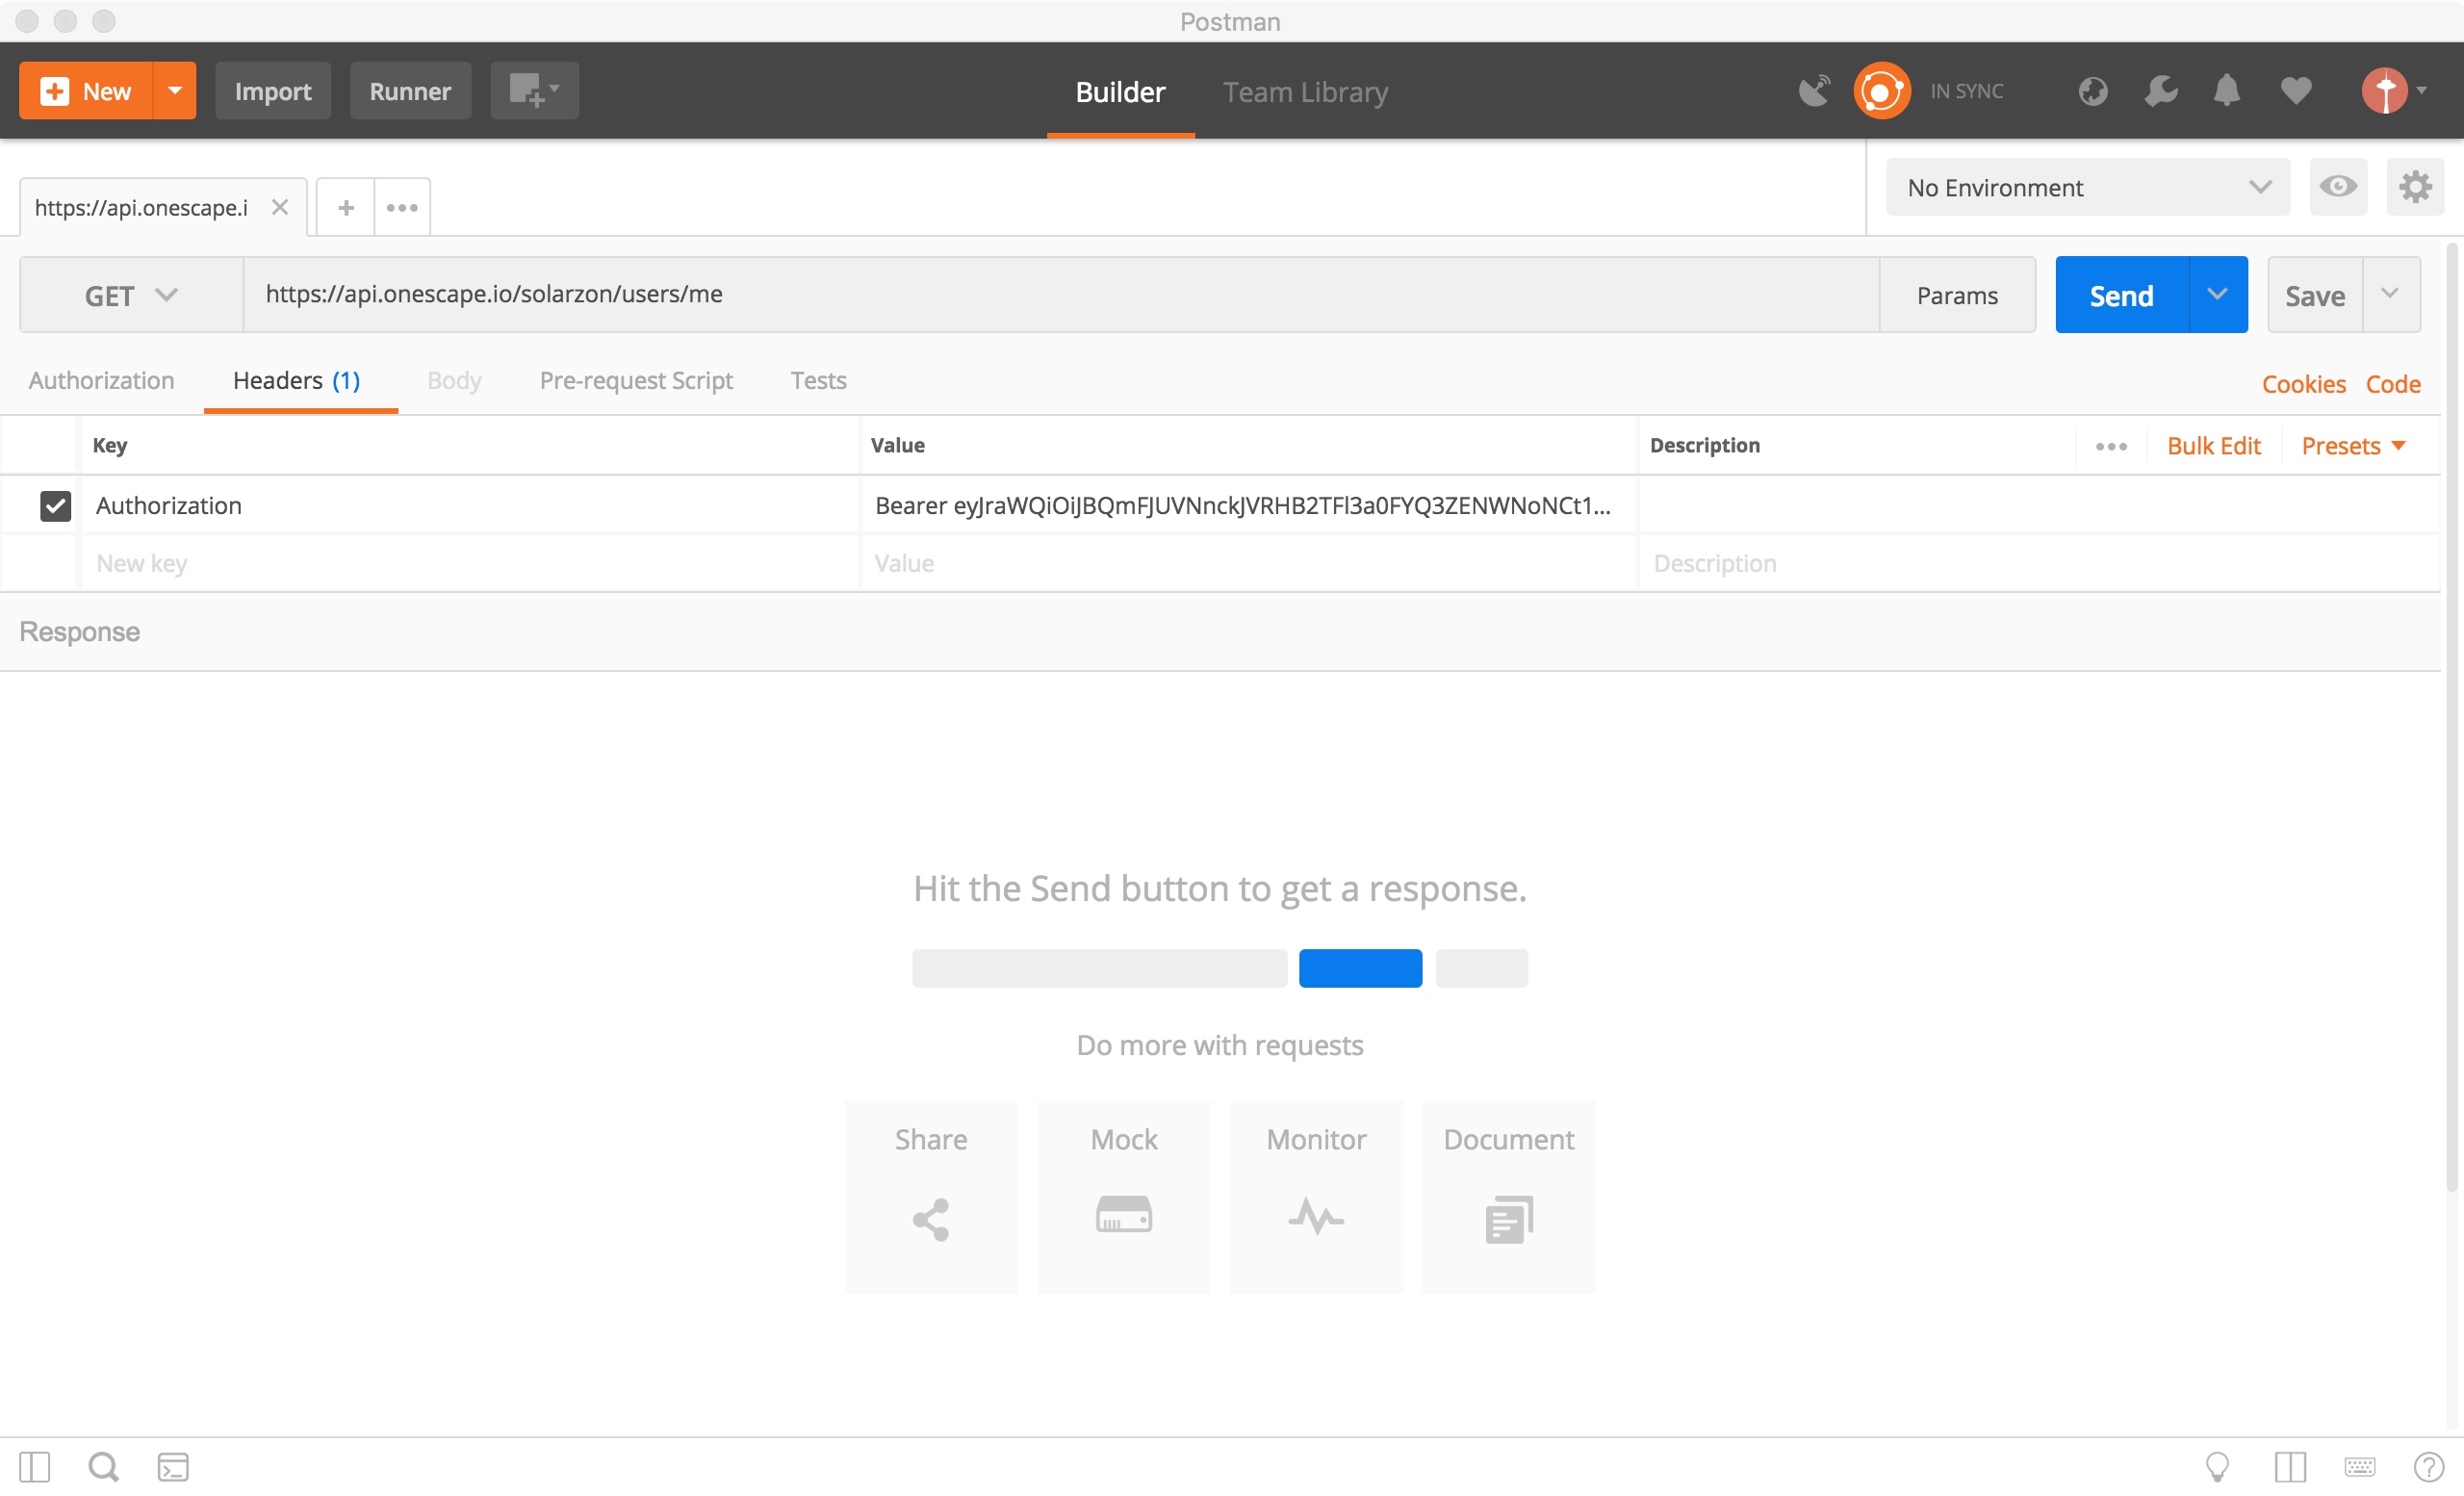 Postman
New Import Runner Builder Team Library IN SYNC
https://api.onescape.i No Environment
GET https://api.onescape.io/solarzon/users/me Params Send Save
Authorization Headers (1) Body Pre-request Script Tests Cookies Code
Key Value Description Bulk Edit Presets
Authorization Bearer eyJraWQiOiJBQmFJUVNnckJVRHB2TFl3a0FYQ3ZENWNoNCt1...
New key Value Description
Response
Hit the Send button to get a response.
Do more with requests
Share Mock Monitor Document